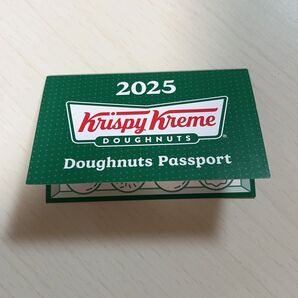 2025
Krispy Kreme
DOUGHNUTS
®
Doughnuts Passport